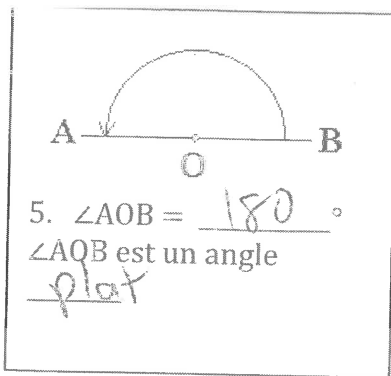 A B
O
5. ∠AOB = 180 °
∠AOB est un angle
plat